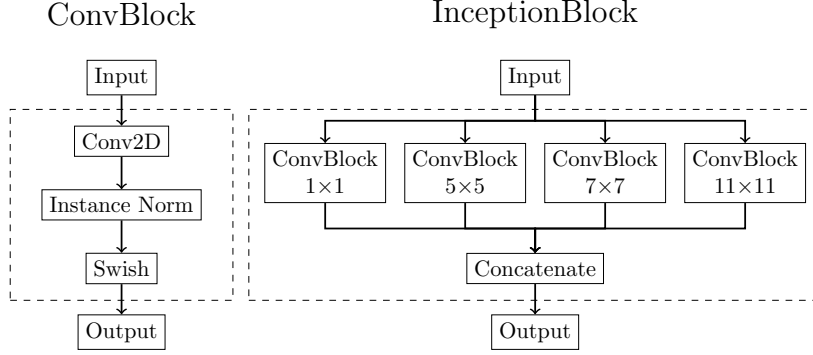 ConvBlock
Input
Conv2D
Instance Norm
Swish
Output
InceptionBlock
Input
ConvBlock
1×1
ConvBlock
5×5
ConvBlock
7×7
ConvBlock
11×11
Concatenate
Output